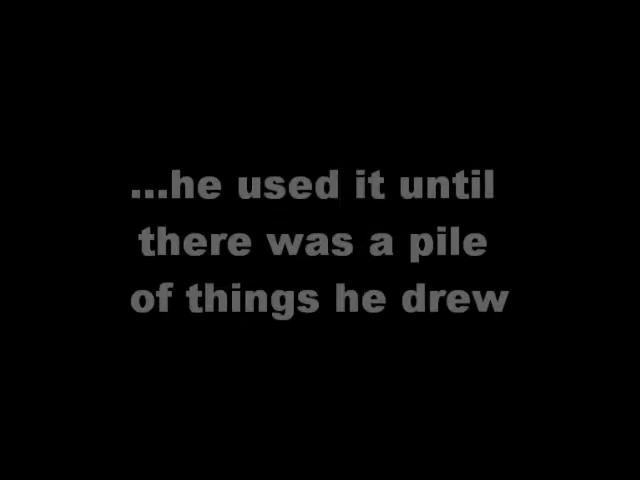 ...he used it until
there was a pile
of things he drew